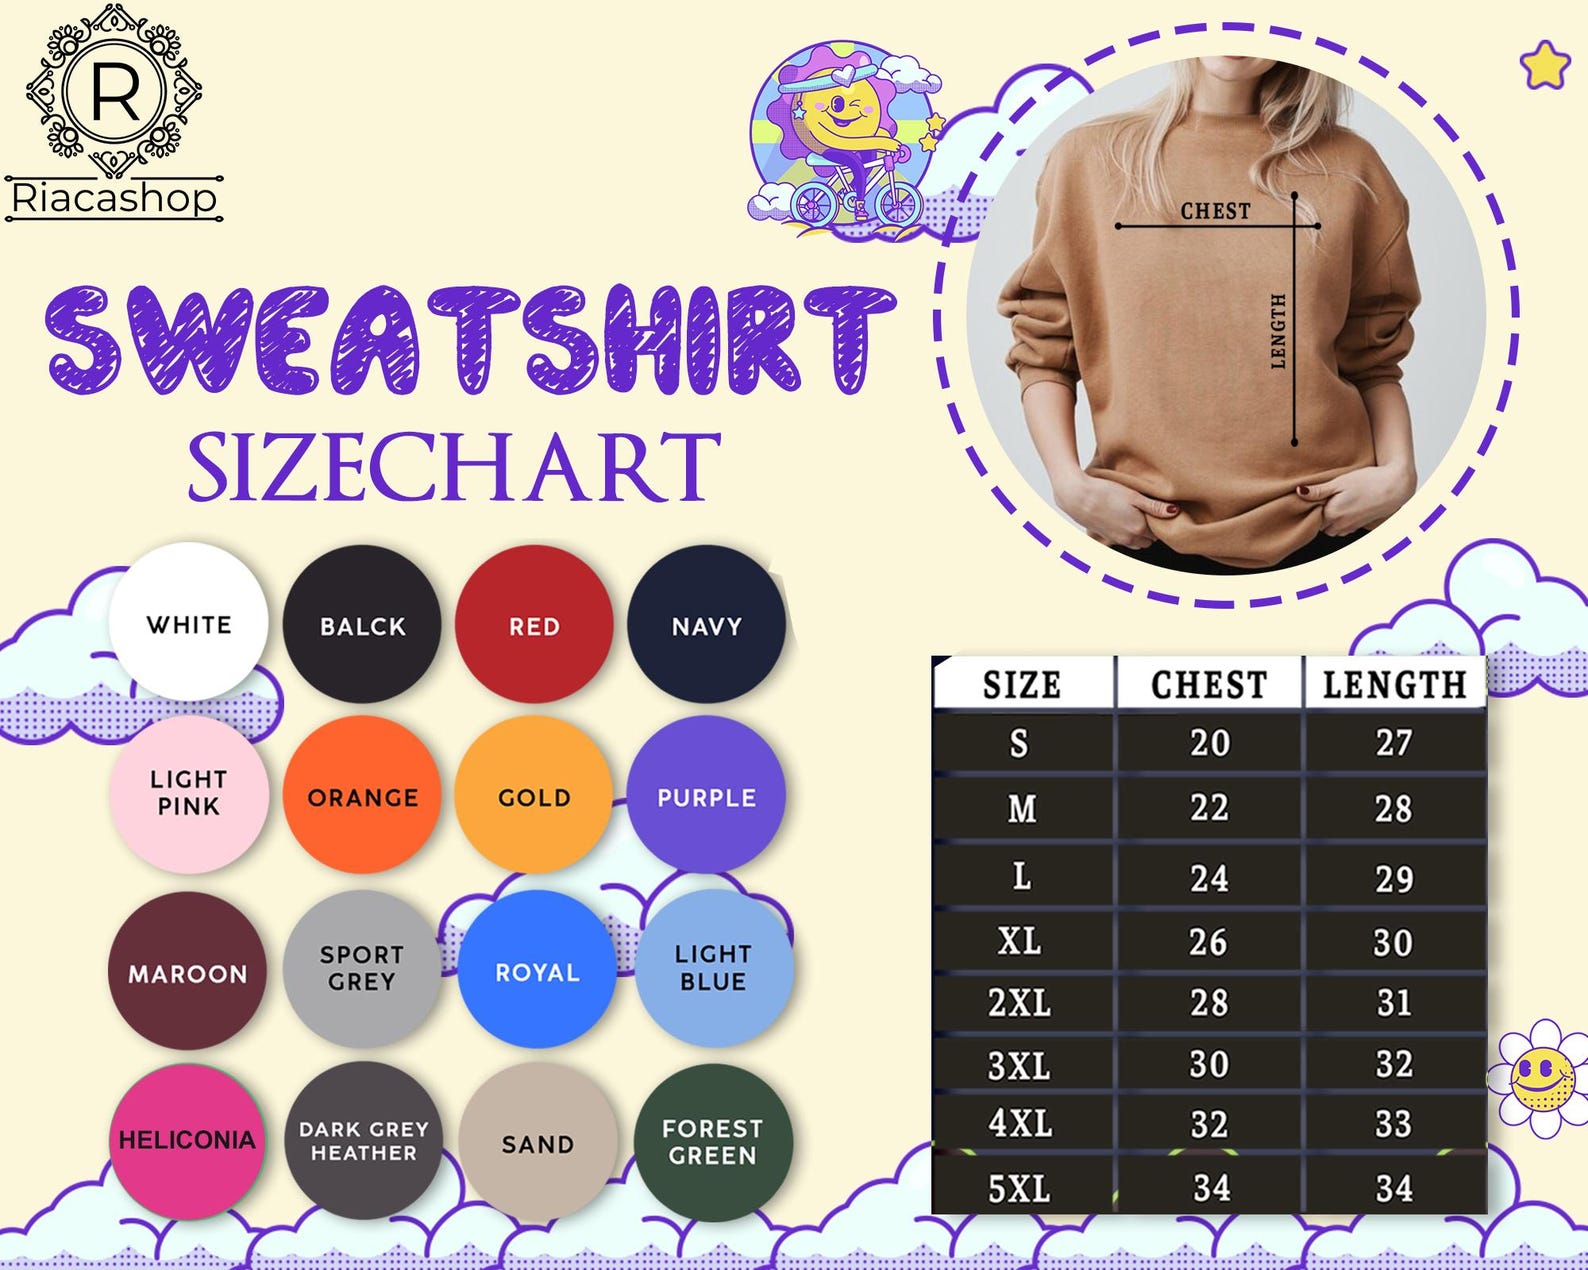 R
Riacashop
SWEATSHIRT
SIZECHART
CHEST
LENGTH
WHITE
BALCK
RED
NAVY
LIGHT
PINK
ORANGE
GOLD
PURPLE
MAROON
SPORT
GREY
ROYAL
LIGHT
BLUE
HELICONIA
DARK GREY
HEATHER
SAND
FOREST
GREEN
SIZE CHEST LENGTH
S 20 27
M 22 28
L 24 29
XL 26 30
2XL 28 31
3XL 30 32
4XL 32 33
5XL 34 34